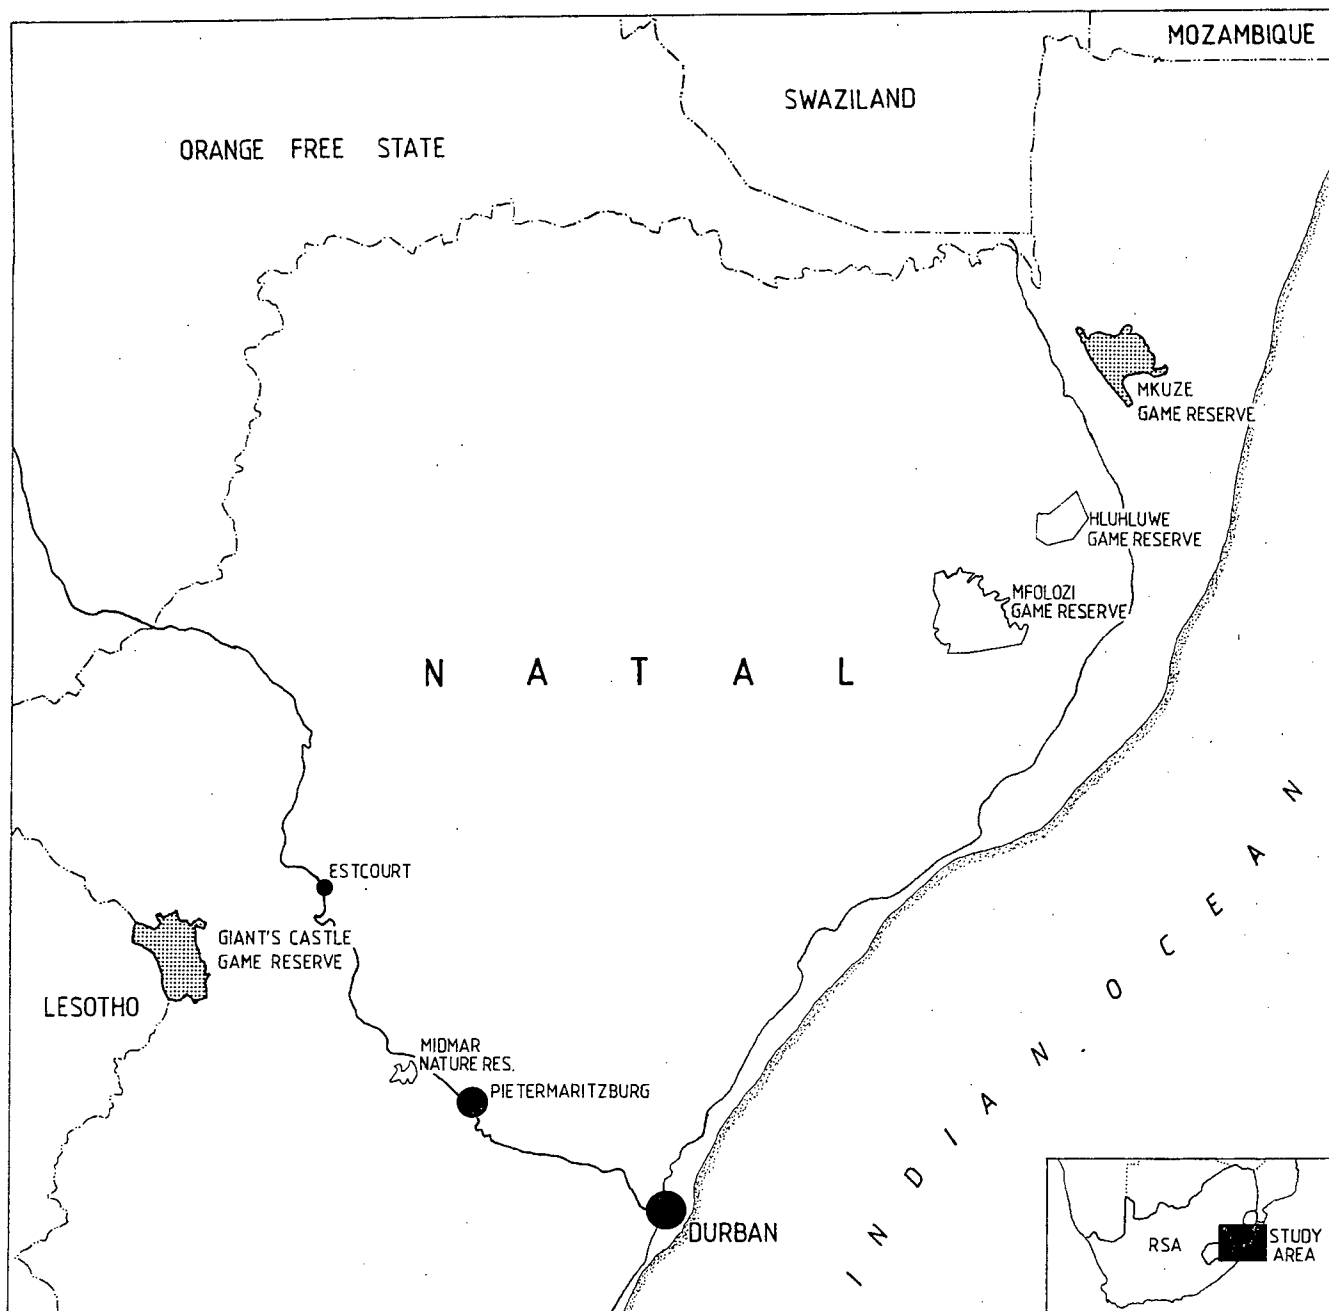 MOZAMBIQUE
SWAZILAND
ORANGE FREE STATE
MKUZE
GAME RESERVE
HLUHLUWE
GAME RESERVE
MFOLOZI
GAME RESERVE
NATAL
ESTCOURT
GIANT'S CASTLE
GAME RESERVE
LESOTHO
MIDMAR
NATURE RES.
PIETERMARITZBURG
DURBAN
INDIAN OCEAN
RSA
STUDY
AREA